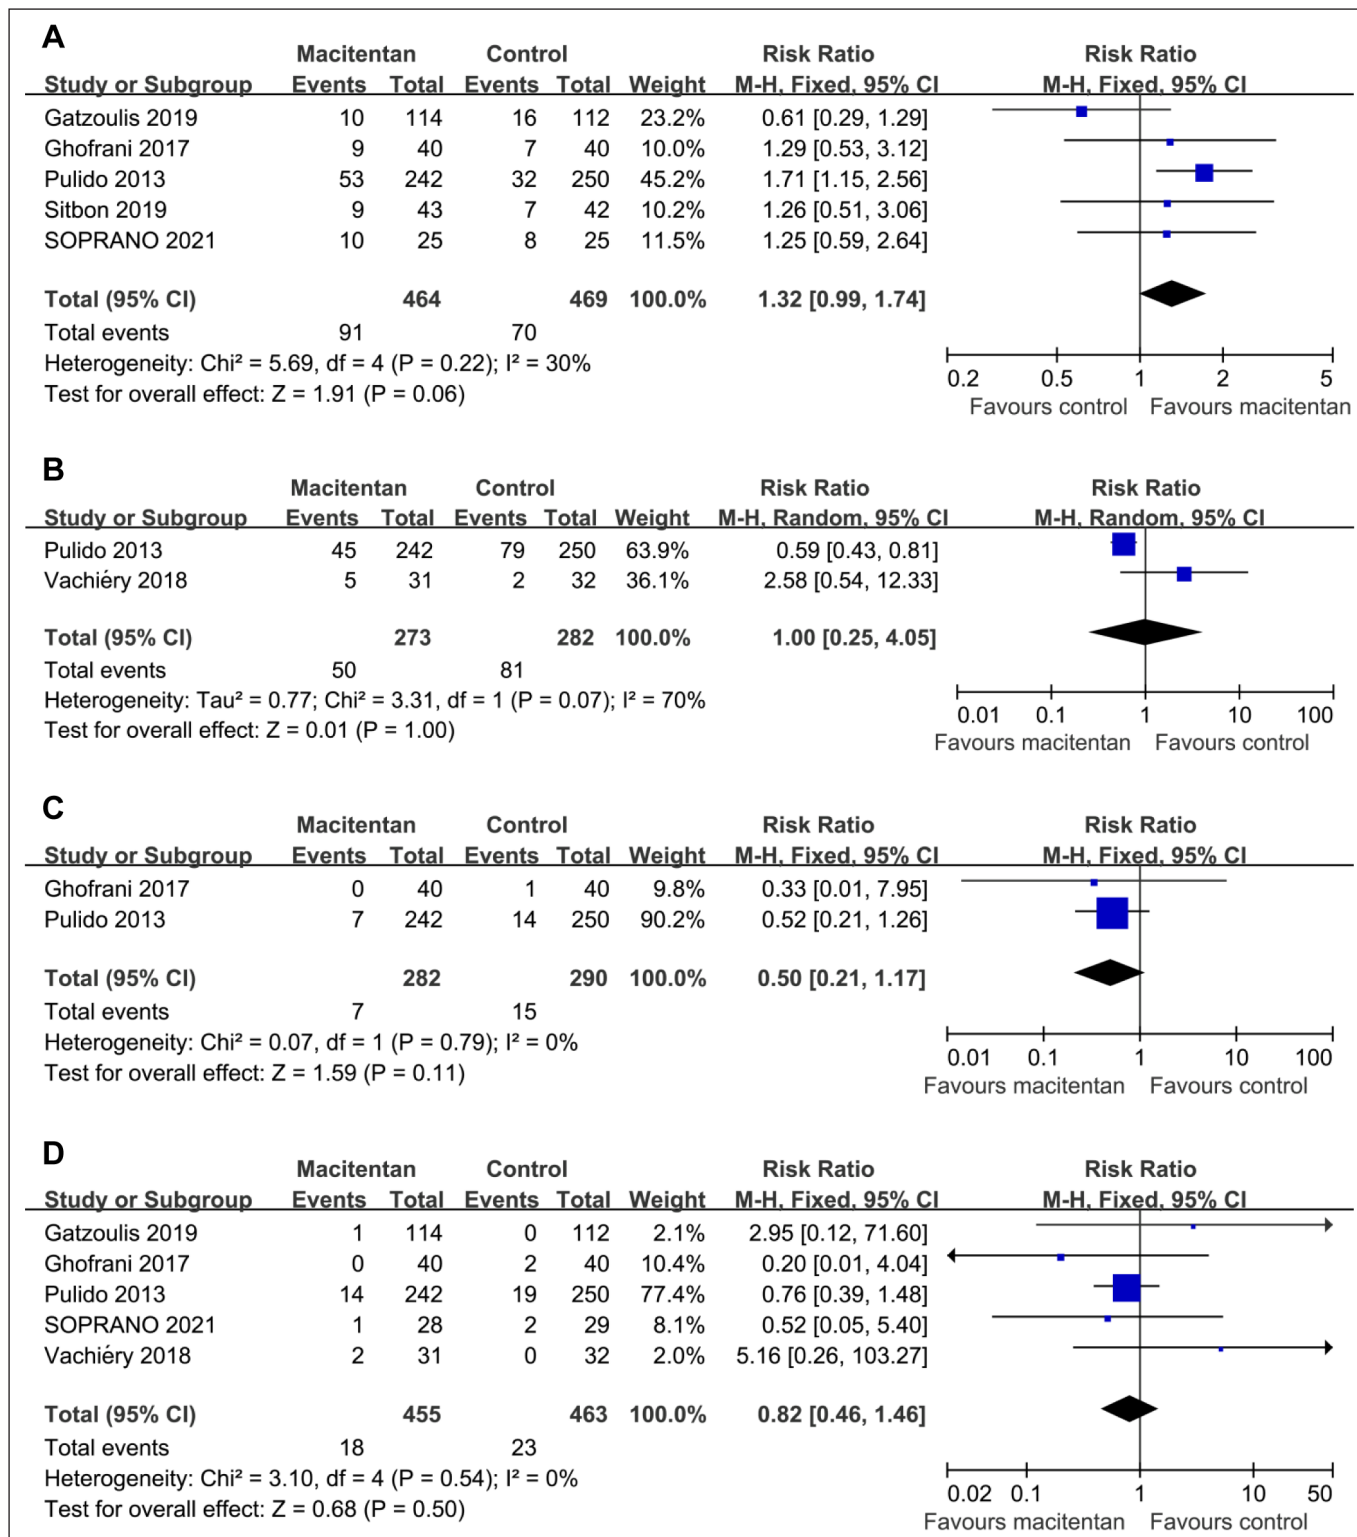 A
Macitentan Control Risk Ratio Risk Ratio
Study or Subgroup Events Total Events Total Weight M-H, Fixed, 95% CI M-H, Fixed, 95% CI
Gatzoulis 2019 10 114 16 112 23.2% 0.61 [0.29, 1.29]
Ghofrani 2017 9 40 7 40 10.0% 1.29 [0.53, 3.12]
Pulido 2013 53 242 32 250 45.2% 1.71 [1.15, 2.56]
Sitbon 2019 9 43 7 42 10.2% 1.26 [0.51, 3.06]
SOPRANO 2021 10 25 8 25 11.5% 1.25 [0.59, 2.64]
Total (95% CI) 464 469 100.0% 1.32 [0.99, 1.74]
Total events 91 70
Heterogeneity: Chi² = 5.69, df = 4 (P = 0.22); I² = 30%
Test for overall effect: Z = 1.91 (P = 0.06)
0.2 0.5 1 2 5
Favours control Favours macitentan
B
Macitentan Control Risk Ratio Risk Ratio
Study or Subgroup Events Total Events Total Weight M-H, Random, 95% CI M-H, Random, 95% CI
Pulido 2013 45 242 79 250 63.9% 0.59 [0.43, 0.81]
Vachiéry 2018 5 31 2 32 36.1% 2.58 [0.54, 12.33]
Total (95% CI) 273 282 100.0% 1.00 [0.25, 4.05]
Total events 50 81
Heterogeneity: Tau² = 0.77; Chi² = 3.31, df = 1 (P = 0.07); I² = 70%
Test for overall effect: Z = 0.01 (P = 1.00)
0.01 0.1 1 10 100
Favours macitentan Favours control
C
Macitentan Control Risk Ratio Risk Ratio
Study or Subgroup Events Total Events Total Weight M-H, Fixed, 95% CI M-H, Fixed, 95% CI
Ghofrani 2017 0 40 1 40 9.8% 0.33 [0.01, 7.95]
Pulido 2013 7 242 14 250 90.2% 0.52 [0.21, 1.26]
Total (95% CI) 282 290 100.0% 0.50 [0.21, 1.17]
Total events 7 15
Heterogeneity: Chi² = 0.07, df = 1 (P = 0.79); I² = 0%
Test for overall effect: Z = 1.59 (P = 0.11)
0.01 0.1 1 10 100
Favours macitentan Favours control
D
Macitentan Control Risk Ratio Risk Ratio
Study or Subgroup Events Total Events Total Weight M-H, Fixed, 95% CI M-H, Fixed, 95% CI
Gatzoulis 2019 1 114 0 112 2.1% 2.95 [0.12, 71.60]
Ghofrani 2017 0 40 2 40 10.4% 0.20 [0.01, 4.04]
Pulido 2013 14 242 19 250 77.4% 0.76 [0.39, 1.48]
SOPRANO 2021 1 28 2 29 8.1% 0.52 [0.05, 5.40]
Vachiéry 2018 2 31 0 32 2.0% 5.16 [0.26, 103.27]
Total (95% CI) 455 463 100.0% 0.82 [0.46, 1.46]
Total events 18 23
Heterogeneity: Chi² = 3.10, df = 4 (P = 0.54); I² = 0%
Test for overall effect: Z = 0.68 (P = 0.50)
0.02 0.1 1 10 50
Favours macitentan Favours control